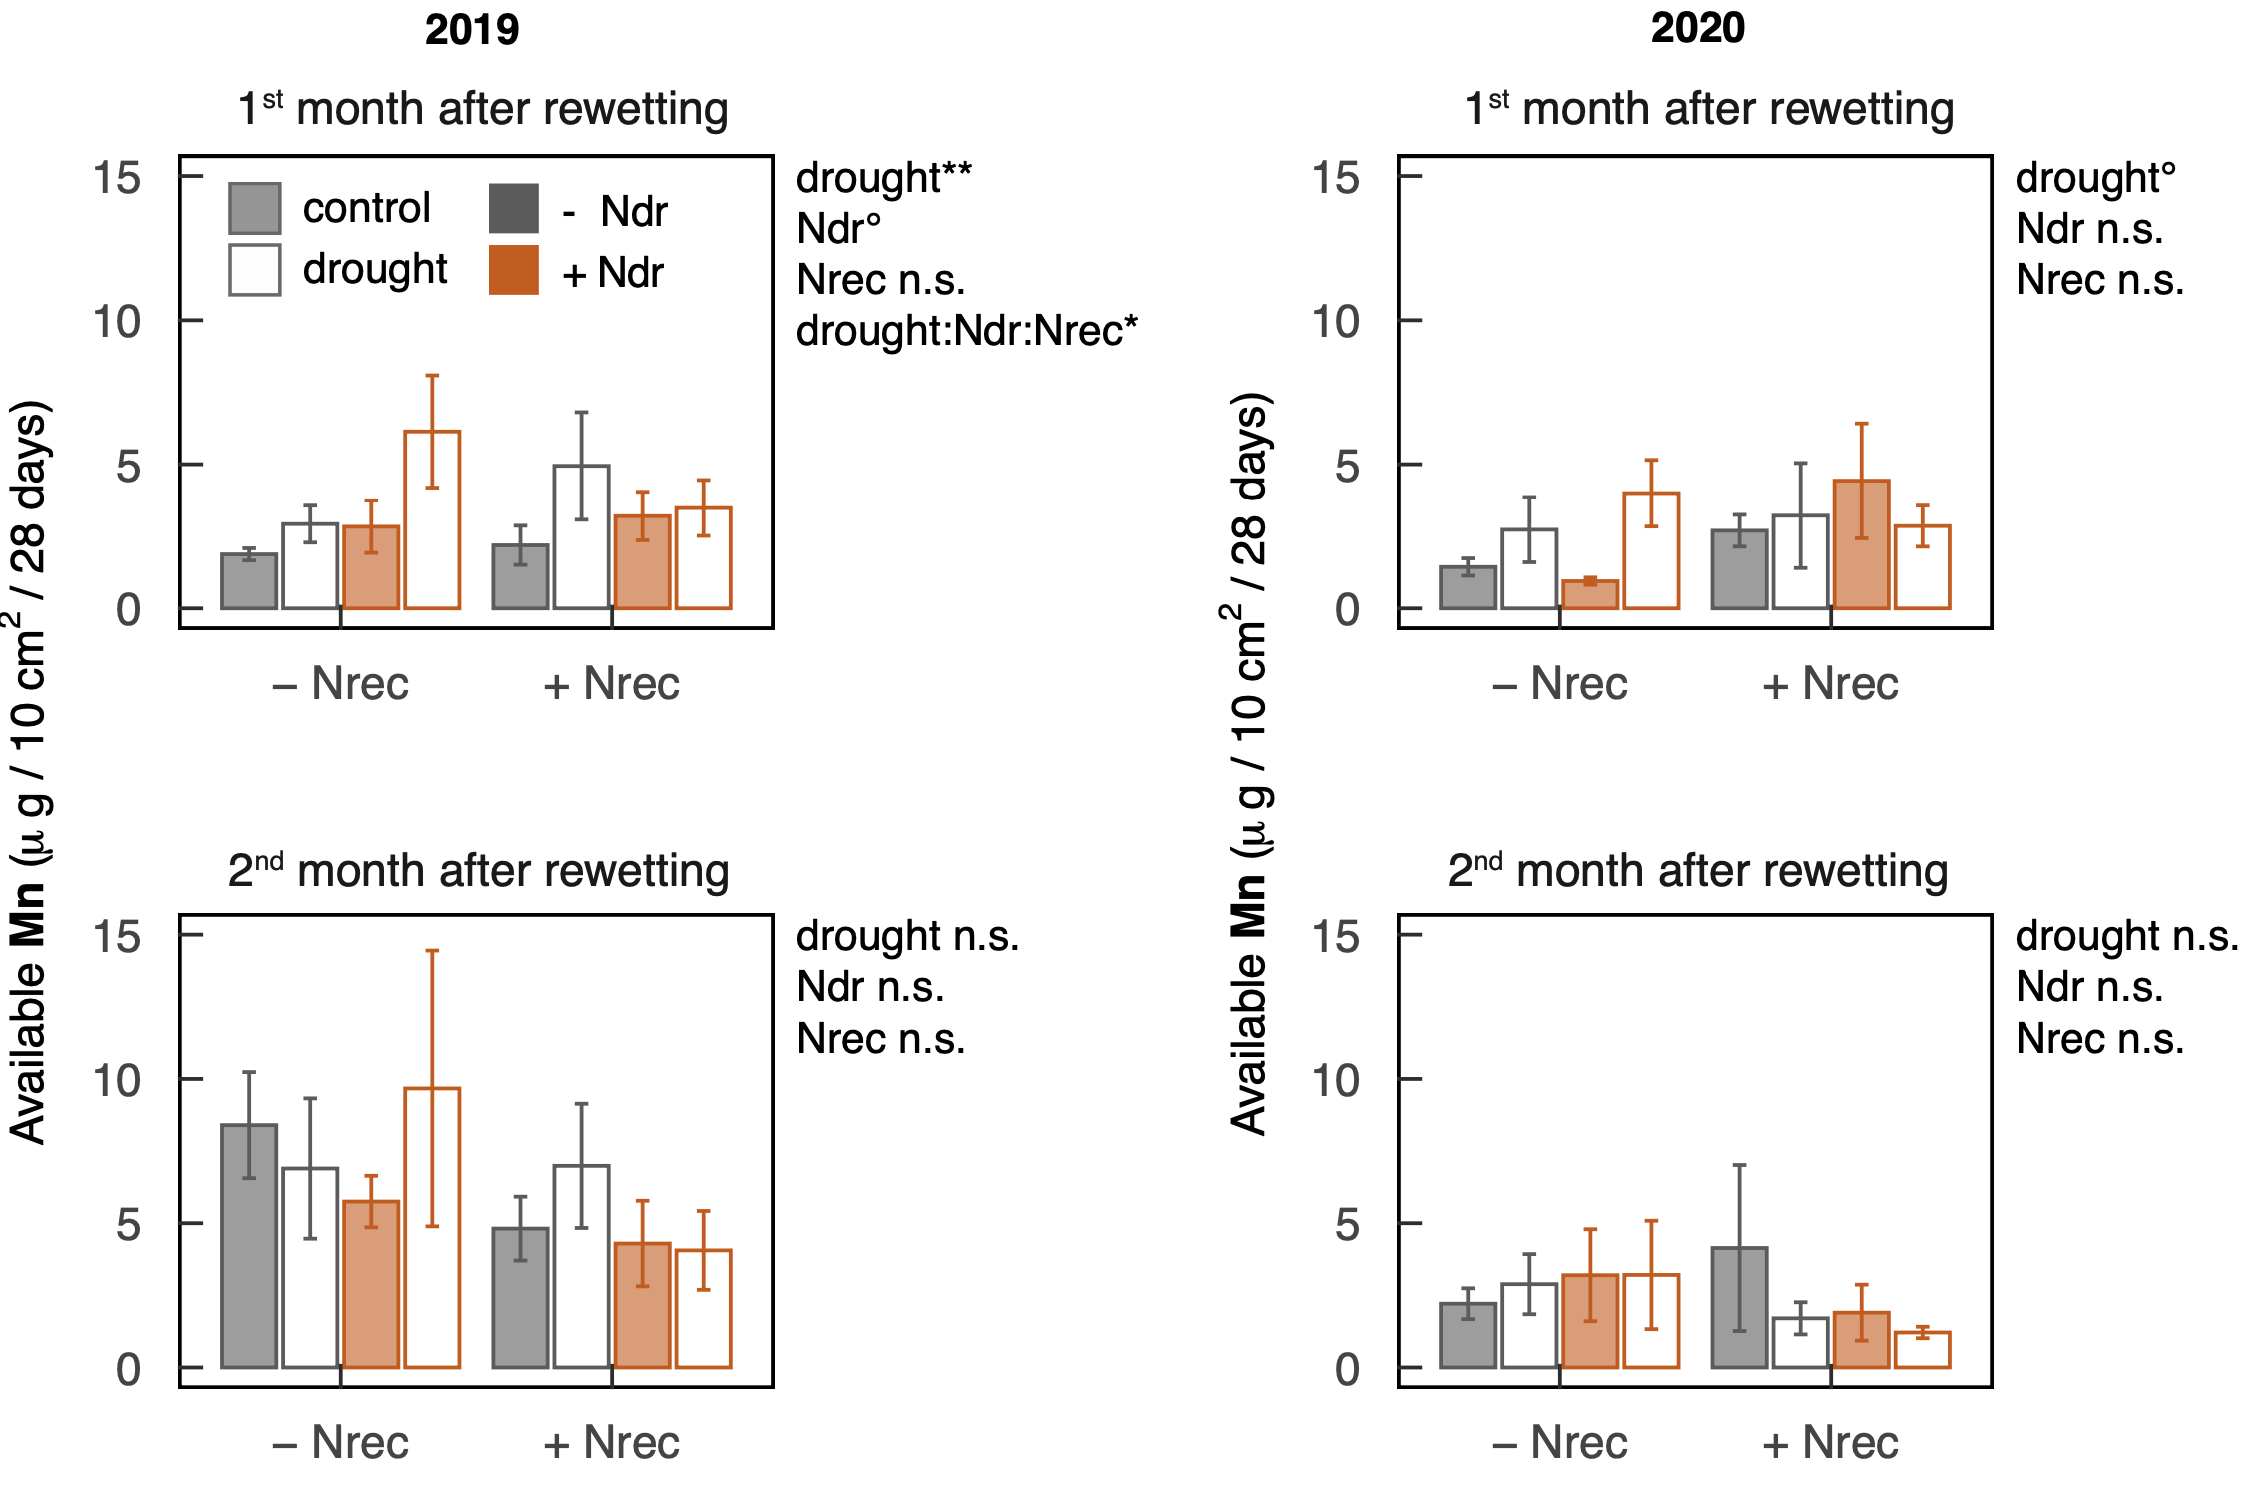 2019
1st month after rewetting
15
10
5
0
control
drought
- Ndr
+ Ndr
drought**
Ndr°
Nrec n.s.
drought:Ndr:Nrec*
– Nrec
+ Nrec
2nd month after rewetting
15
10
5
0
drought n.s.
Ndr n.s.
Nrec n.s.
– Nrec
+ Nrec
Available Mn (μ g / 10 cm2 / 28 days)
2020
1st month after rewetting
15
10
5
0
drought°
Ndr n.s.
Nrec n.s.
– Nrec
+ Nrec
2nd month after rewetting
15
10
5
0
drought n.s.
Ndr n.s.
Nrec n.s.
– Nrec
+ Nrec
Available Mn (μ g / 10 cm2 / 28 days)